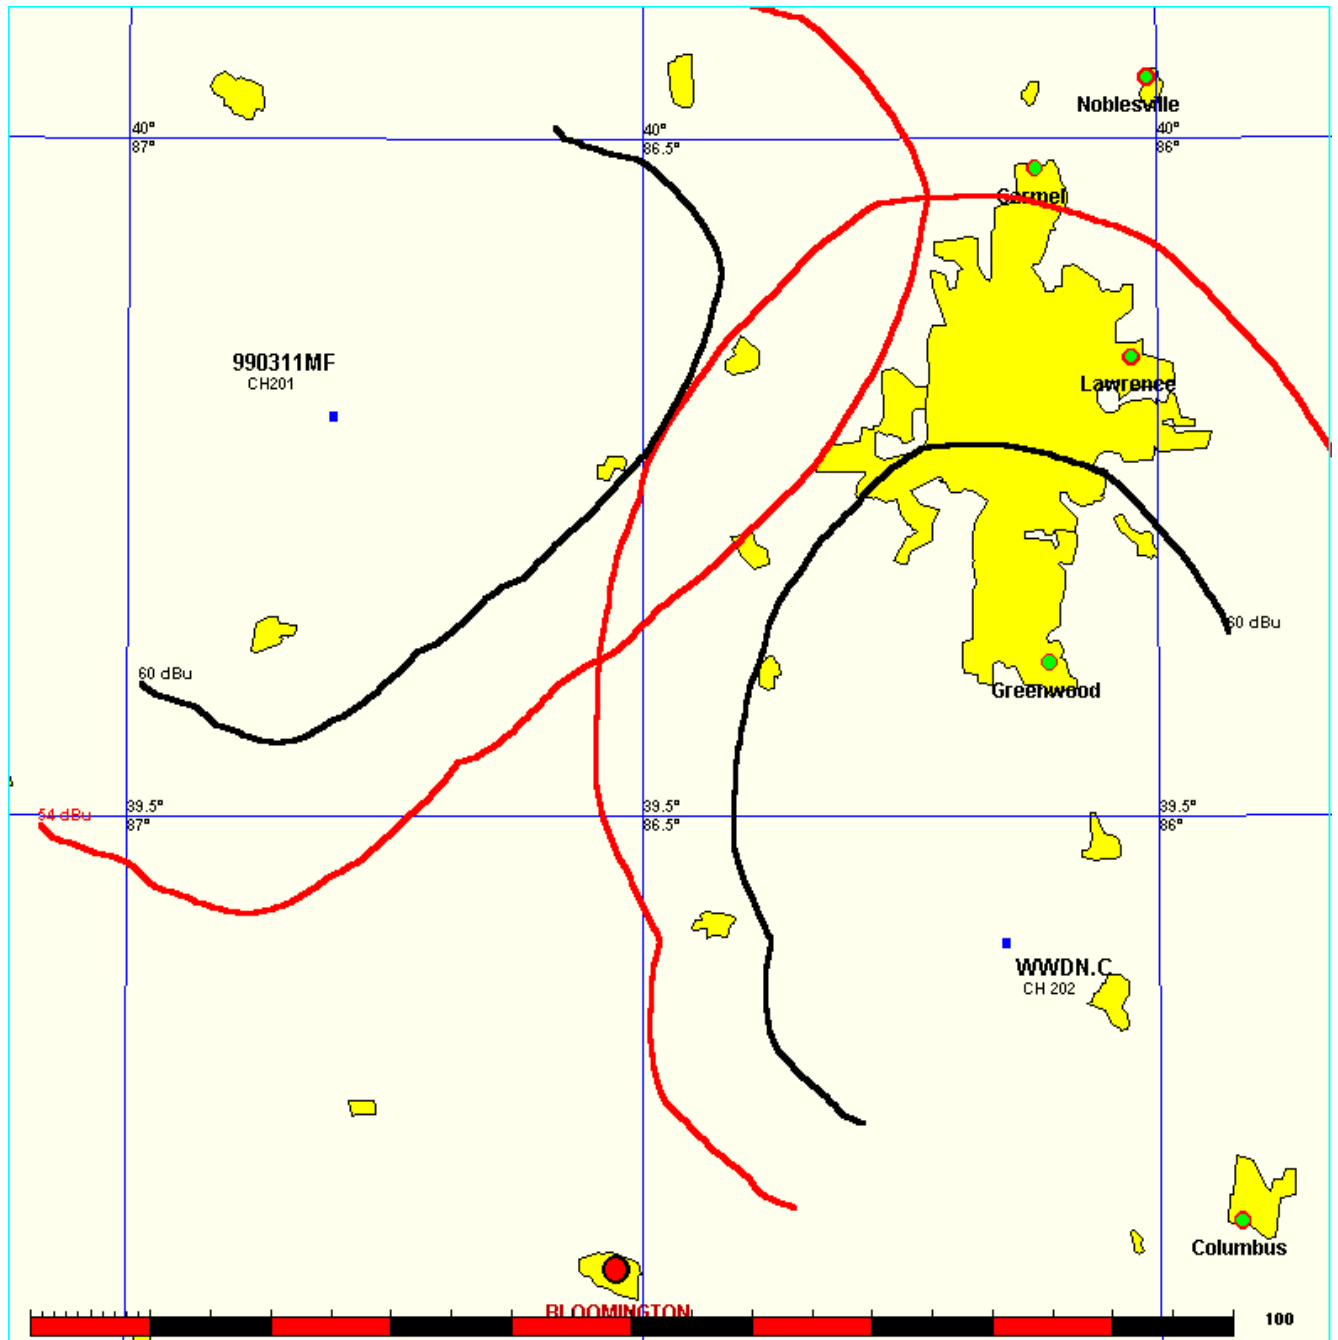 Noblesville
40°
87°
40°
86.5°
40°
86°
Carmel
990311MF
CH201
Lawrence
60 dBu
60 dBu
Greenwood
54 dBu
39.5°
87°
39.5°
86.5°
39.5°
86°
WWDN.C
CH 202
Columbus
BLOOMINGTON
100